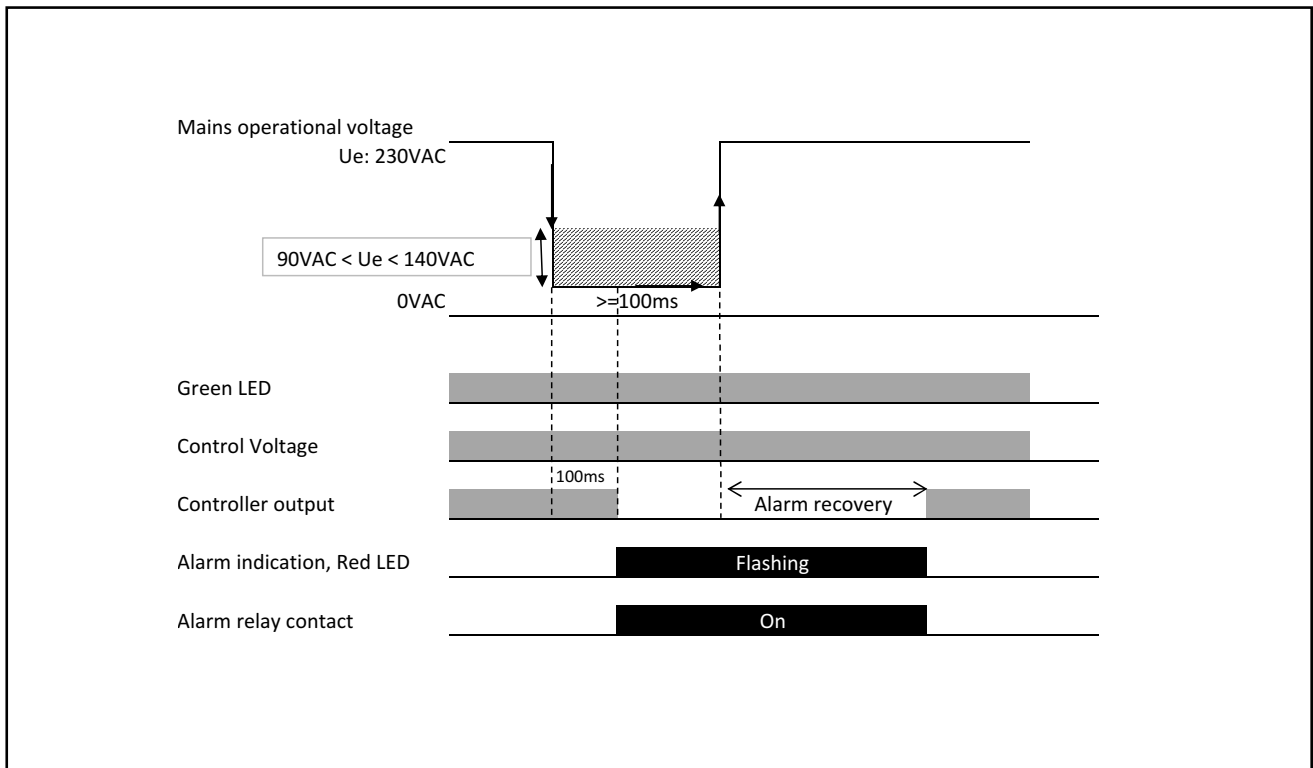 Mains operational voltage
Ue: 230VAC
90VAC < Ue < 140VAC
0VAC
>=100ms
Green LED
Control Voltage
100ms
Controller output
Alarm recovery
Alarm indication, Red LED
Flashing
Alarm relay contact
On